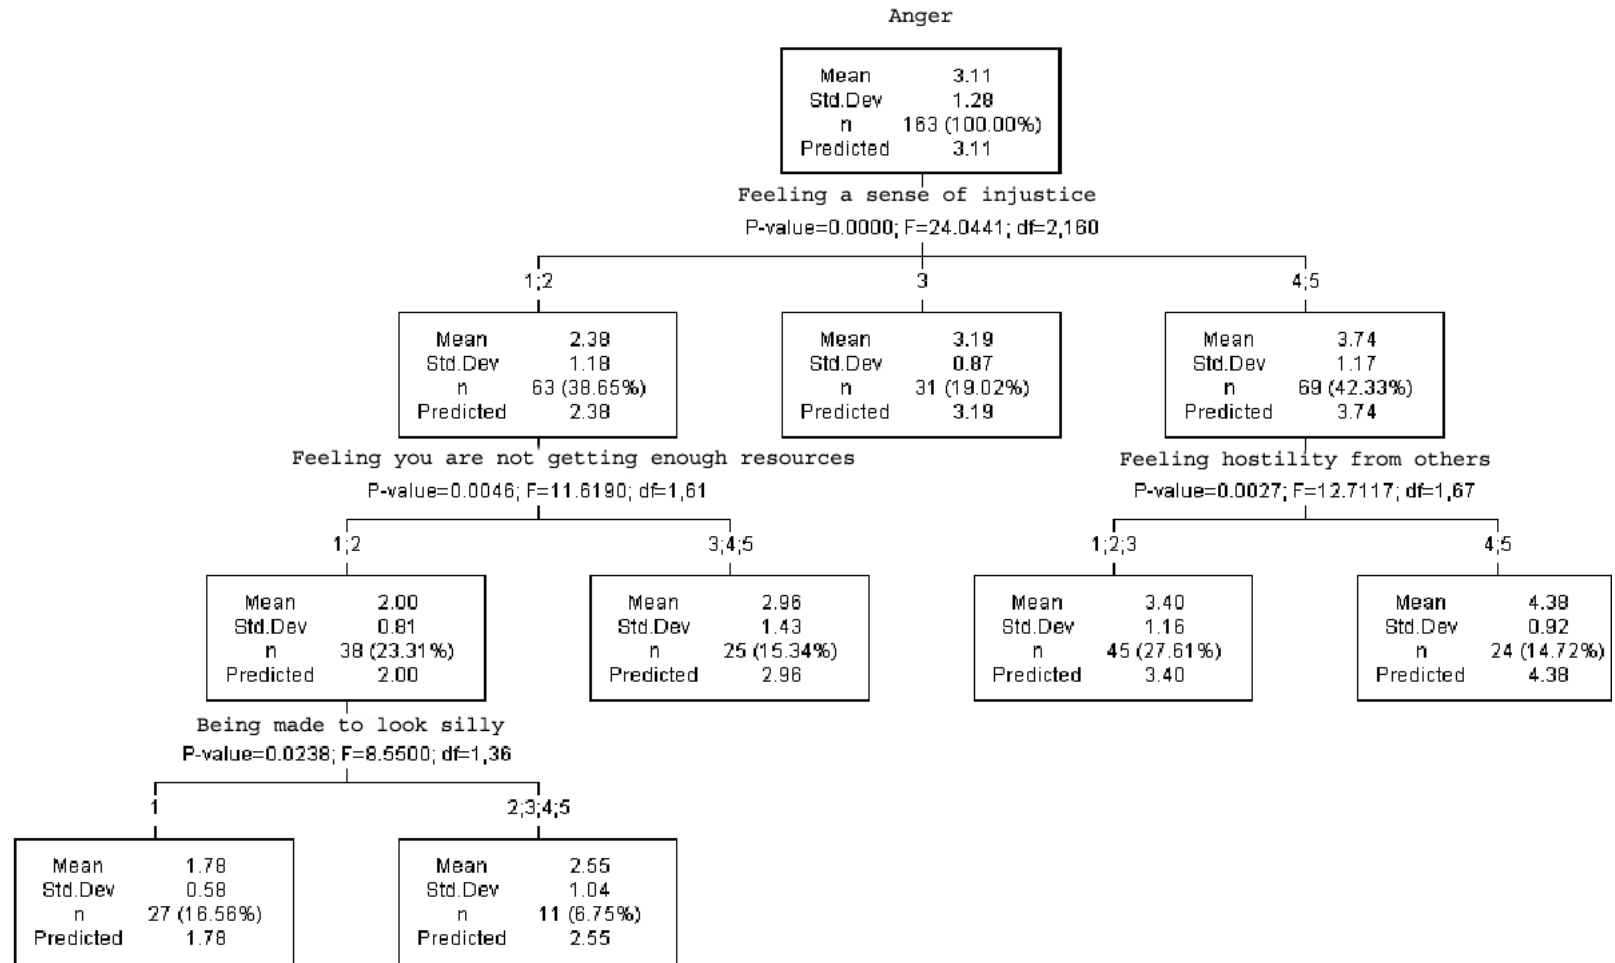 Anger
Mean 3.11
Std.Dev 1.28
n 163 (100.00%)
Predicted 3.11
Feeling a sense of injustice
P-value=0.0000; F=24.0441; df=2,160
1;2
3
4;5
Mean 2.38
Std.Dev 1.18
n 63 (38.65%)
Predicted 2.38
Mean 3.19
Std.Dev 0.87
n 31 (19.02%)
Predicted 3.19
Mean 3.74
Std.Dev 1.17
n 69 (42.33%)
Predicted 3.74
Feeling you are not getting enough resources
P-value=0.0046; F=11.6190; df=1,61
Feeling hostility from others
P-value=0.0027; F=12.7117; df=1,67
1;2
3;4;5
1;2;3
4;5
Mean 2.00
Std.Dev 0.81
n 38 (23.31%)
Predicted 2.00
Mean 2.96
Std.Dev 1.43
n 25 (15.34%)
Predicted 2.96
Mean 3.40
Std.Dev 1.16
n 45 (27.61%)
Predicted 3.40
Mean 4.38
Std.Dev 0.92
n 24 (14.72%)
Predicted 4.38
Being made to look silly
P-value=0.0238; F=8.5500; df=1,36
1
2;3;4;5
Mean 1.78
Std.Dev 0.58
n 27 (16.56%)
Predicted 1.78
Mean 2.55
Std.Dev 1.04
n 11 (6.75%)
Predicted 2.55